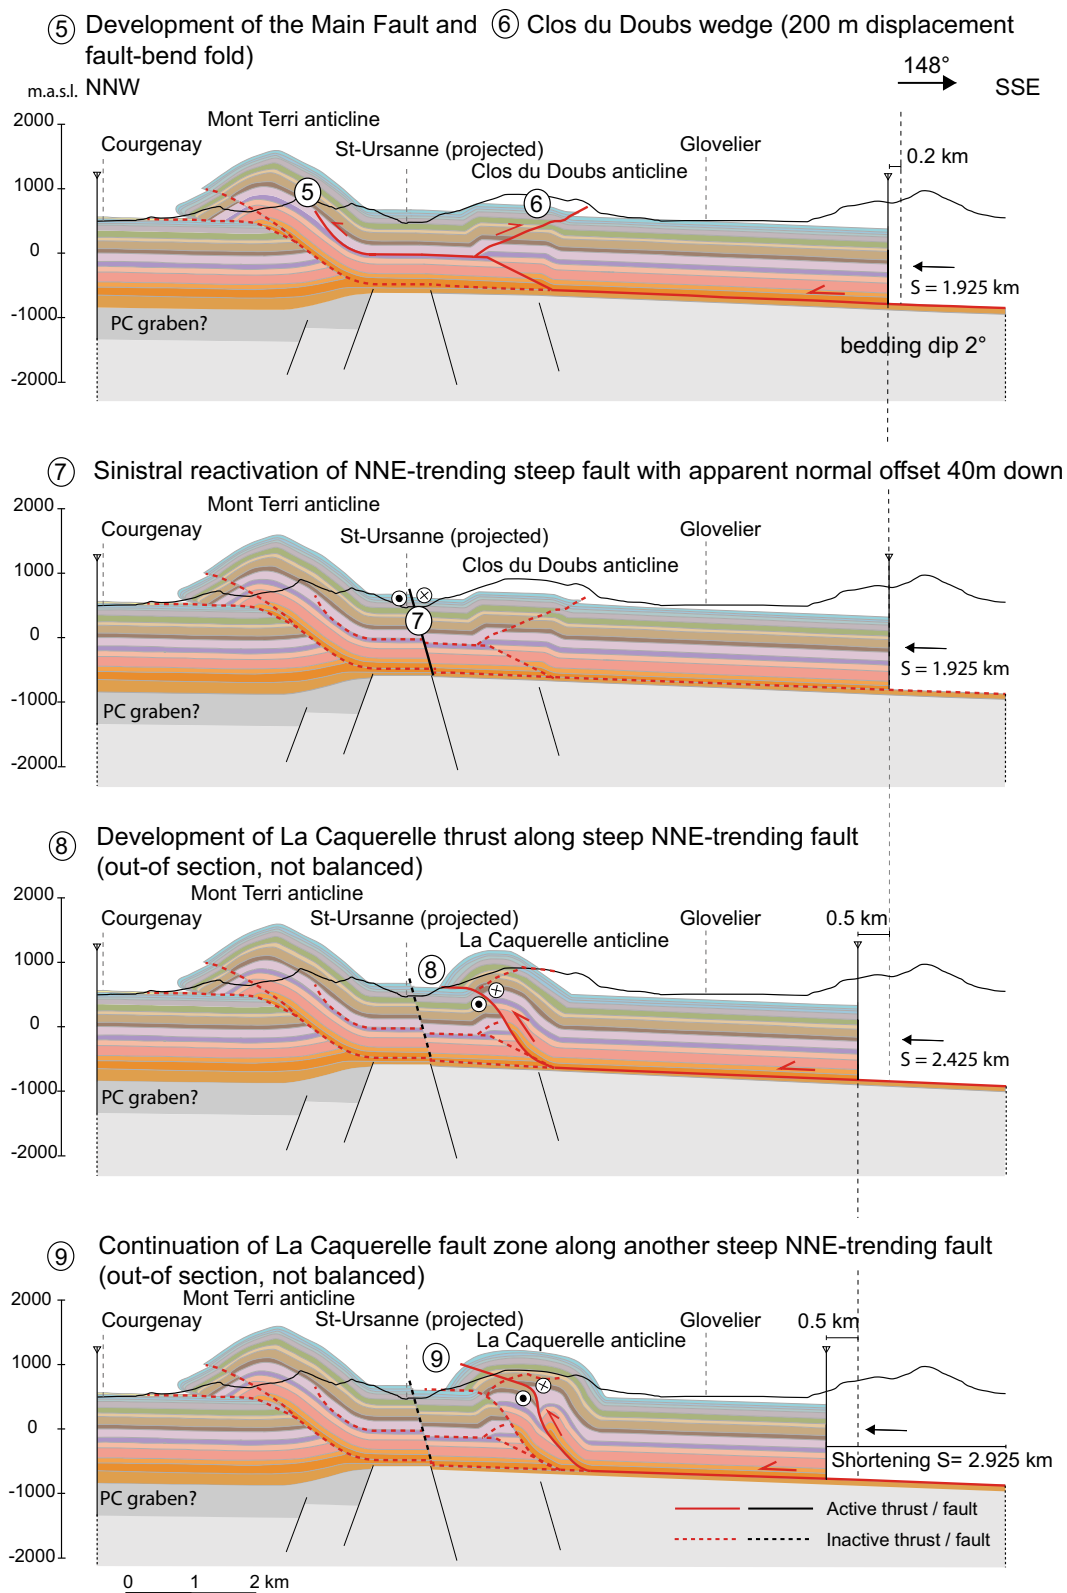 5 Development of the Main Fault and 6 Clos du Doubs wedge (200 m displacement
fault-bend fold)
148°
m.a.s.l. NNW SSE
2000
Mont Terri anticline
Courgenay St-Ursanne (projected) Glovelier
0.2 km
Clos du Doubs anticline
1000
5
6
0
S = 1.925 km
-1000
PC graben?
bedding dip 2°
-2000
7 Sinistral reactivation of NNE-trending steep fault with apparent normal offset 40m down
2000
Mont Terri anticline
Courgenay St-Ursanne (projected) Glovelier
Clos du Doubs anticline
1000
7
0
S = 1.925 km
-1000
PC graben?
-2000
8 Development of La Caquerelle thrust along steep NNE-trending fault
(out-of section, not balanced)
2000
Mont Terri anticline
Courgenay St-Ursanne (projected) Glovelier 0.5 km
La Caquerelle anticline
1000
8
0
S = 2.425 km
-1000
PC graben?
-2000
9 Continuation of La Caquerelle fault zone along another steep NNE-trending fault
(out-of section, not balanced)
2000
Mont Terri anticline
Courgenay St-Ursanne (projected) Glovelier 0.5 km
La Caquerelle anticline
1000
9
0
Shortening S= 2.925 km
-1000
PC graben?
Active thrust / fault
Inactive thrust / fault
-2000
0 1 2 km